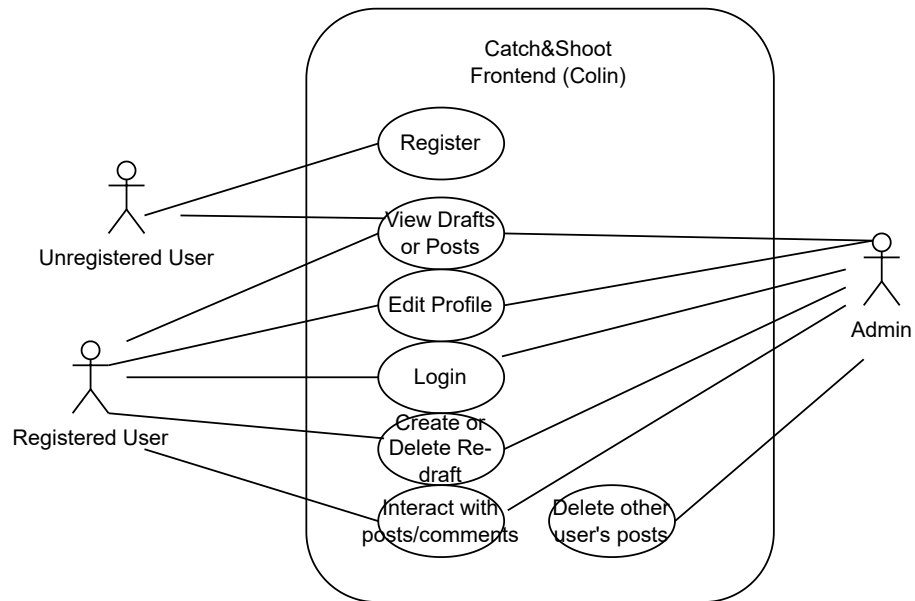 Catch&Shoot
Frontend (Colin)
Register
Unregistered User
View Drafts
or Posts
Edit Profile
Admin
Login
Registered User
Create or
Delete Re-
draft
Interact with
posts/comments
Delete other
user's posts